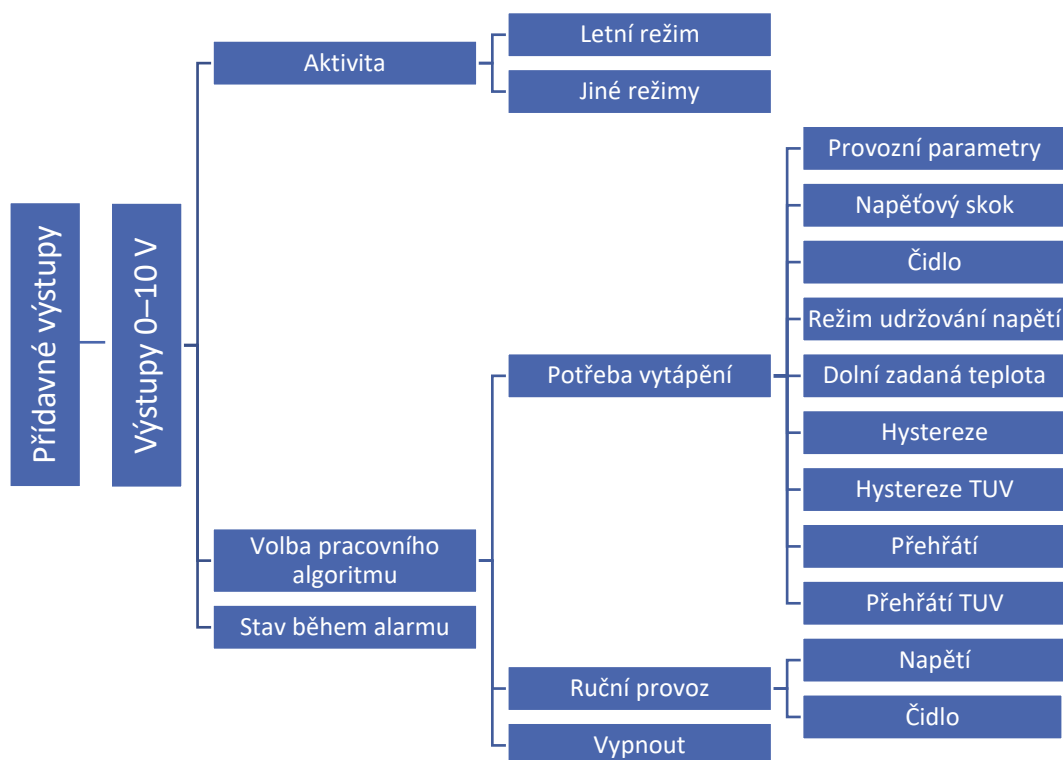 Přídavné výstupy
Výstupy 0–10 V
Aktivita
Letní režim
Jiné režimy
Volba pracovního
algoritmu
Potřeba vytápění
Provozní parametry
Napěťový skok
Čidlo
Režim udržování napětí
Dolní zadaná teplota
Hystereze
Hystereze TUV
Přehřátí
Přehřátí TUV
Ruční provoz
Napětí
Čidlo
Vypnout
Stav během alarmu